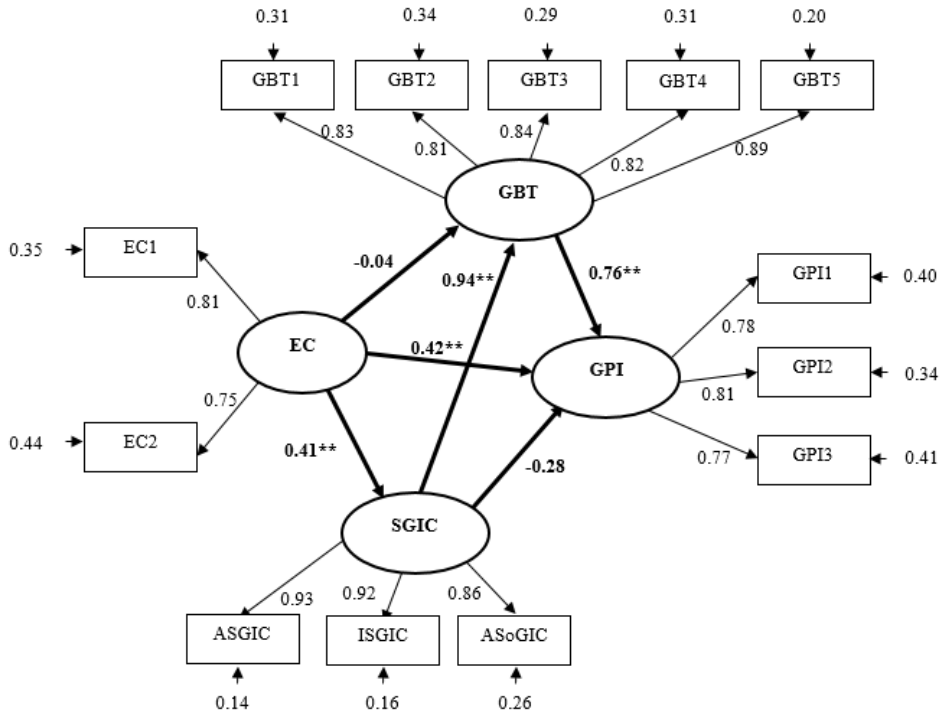 0.31 0.34 0.29 0.31 0.20
GBT1 GBT2 GBT3 GBT4 GBT5
0.83 0.81 0.84 0.82 0.89
GBT
0.35 EC1
0.81
-0.04 0.94** 0.76**
GPI1 0.40
0.78
EC 0.42** GPI
GPI2 0.34
0.81
0.75
0.44 EC2
0.41** -0.28
0.77 GPI3 0.41
SGIC
0.93 0.92 0.86
ASGIC ISGIC ASoGIC
0.14 0.16 0.26